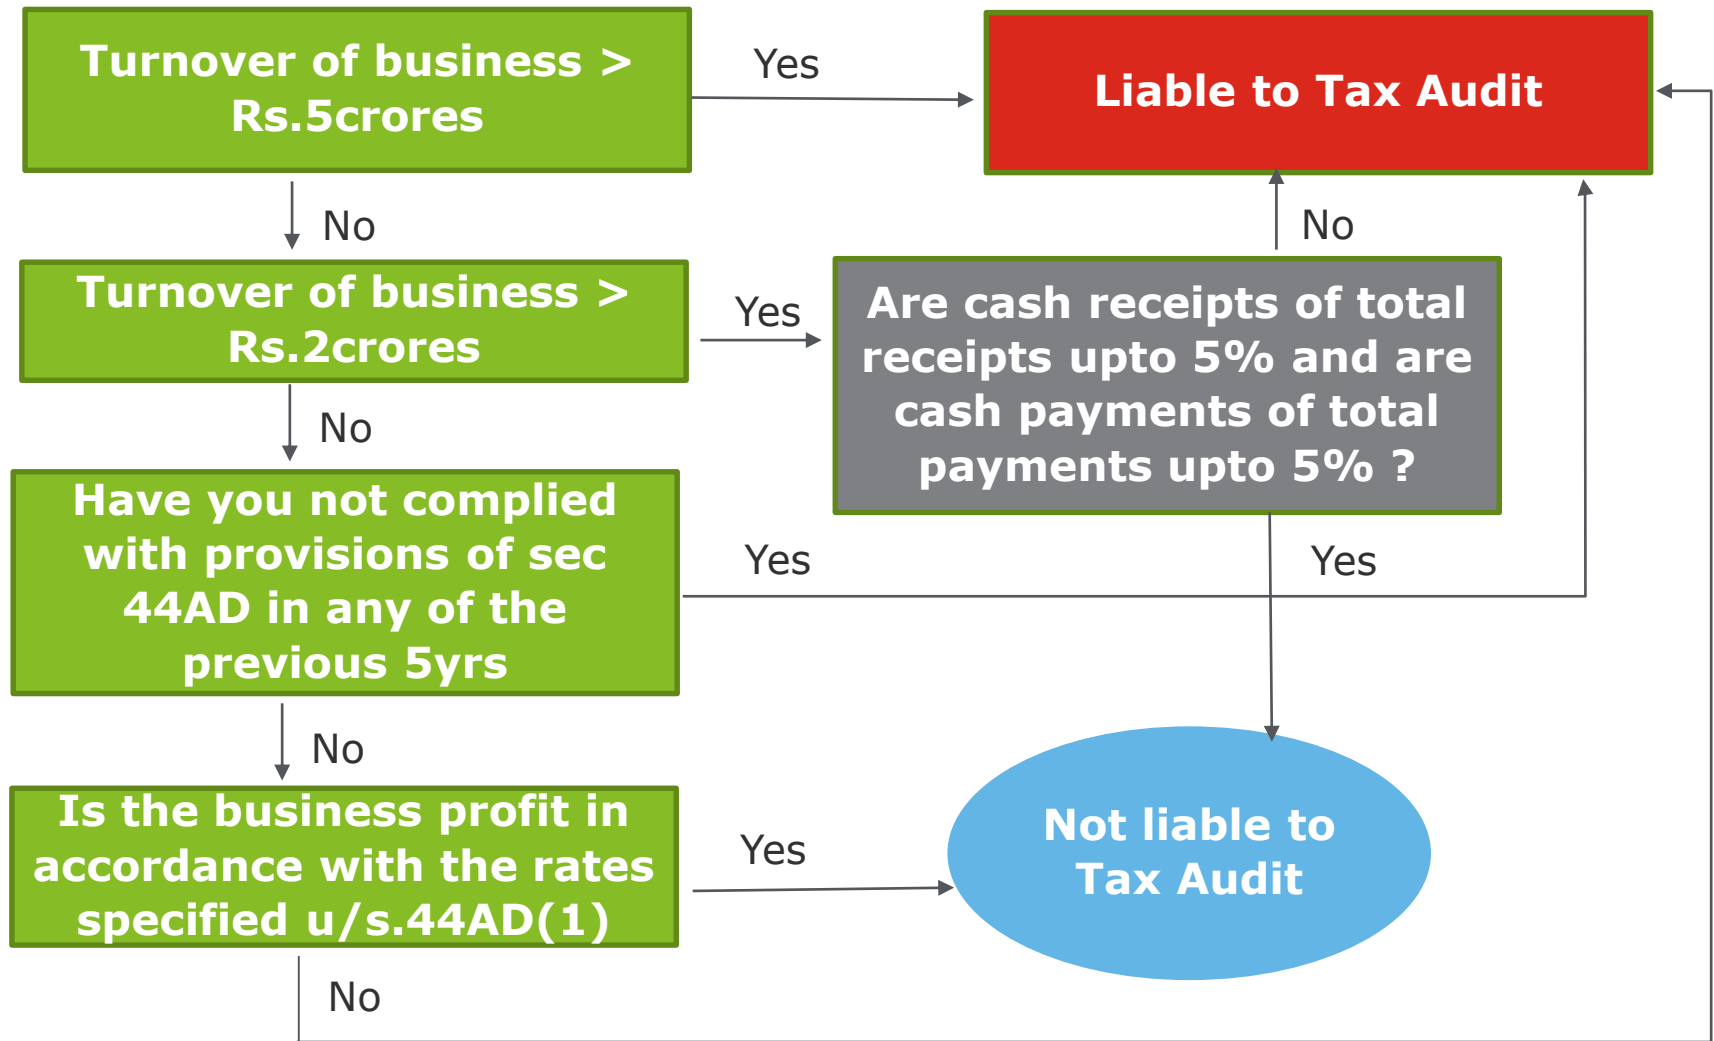 Turnover of business >
Rs.5crores
Yes
Liable to Tax Audit
No
No
Turnover of business >
Rs.2crores
Yes
Are cash receipts of total
receipts upto 5% and are
cash payments of total
payments upto 5% ?
No
Have you not complied
with provisions of sec
44AD in any of the
previous 5yrs
Yes
Yes
No
Is the business profit in
accordance with the rates
specified u/s.44AD(1)
Yes
Not liable to
Tax Audit
No